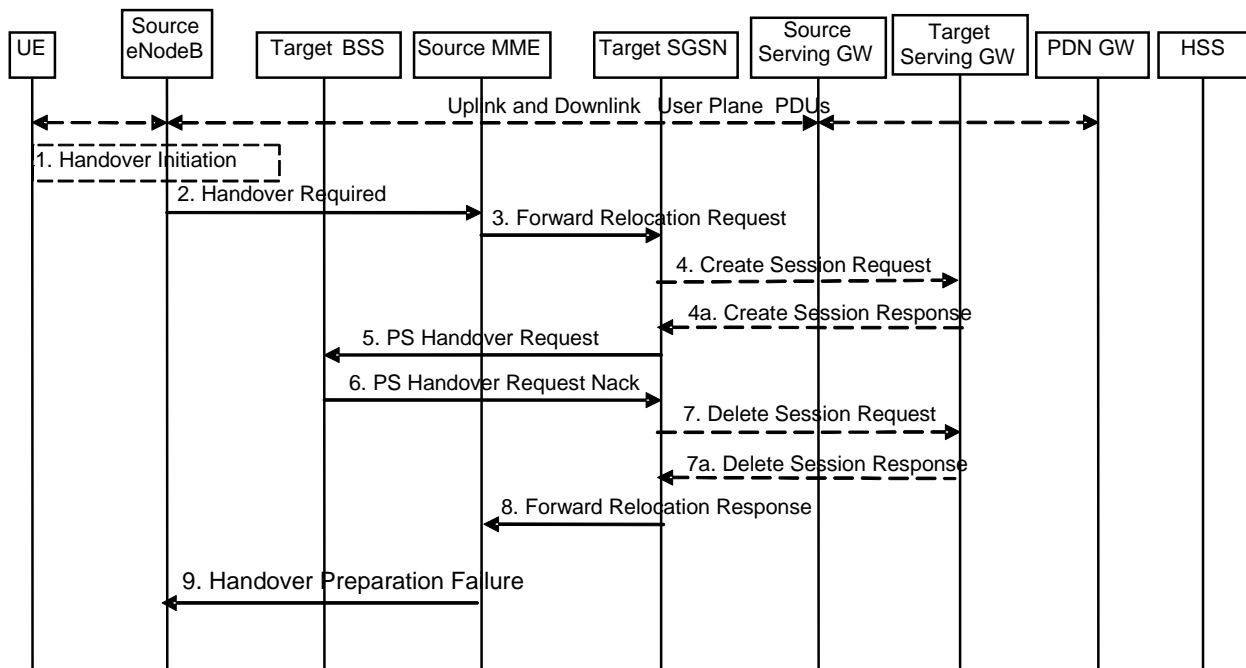 UE
Source
eNodeB
Target BSS
Source MME
Target SGSN
Source
Serving GW
Target
Serving GW
PDN GW
HSS
Uplink and Downlink User Plane PDUs
1. Handover Initiation
2. Handover Required
3. Forward Relocation Request
4. Create Session Request
4a. Create Session Response
5. PS Handover Request
6. PS Handover Request Nack
7. Delete Session Request
7a. Delete Session Response
8. Forward Relocation Response
9. Handover Preparation Failure